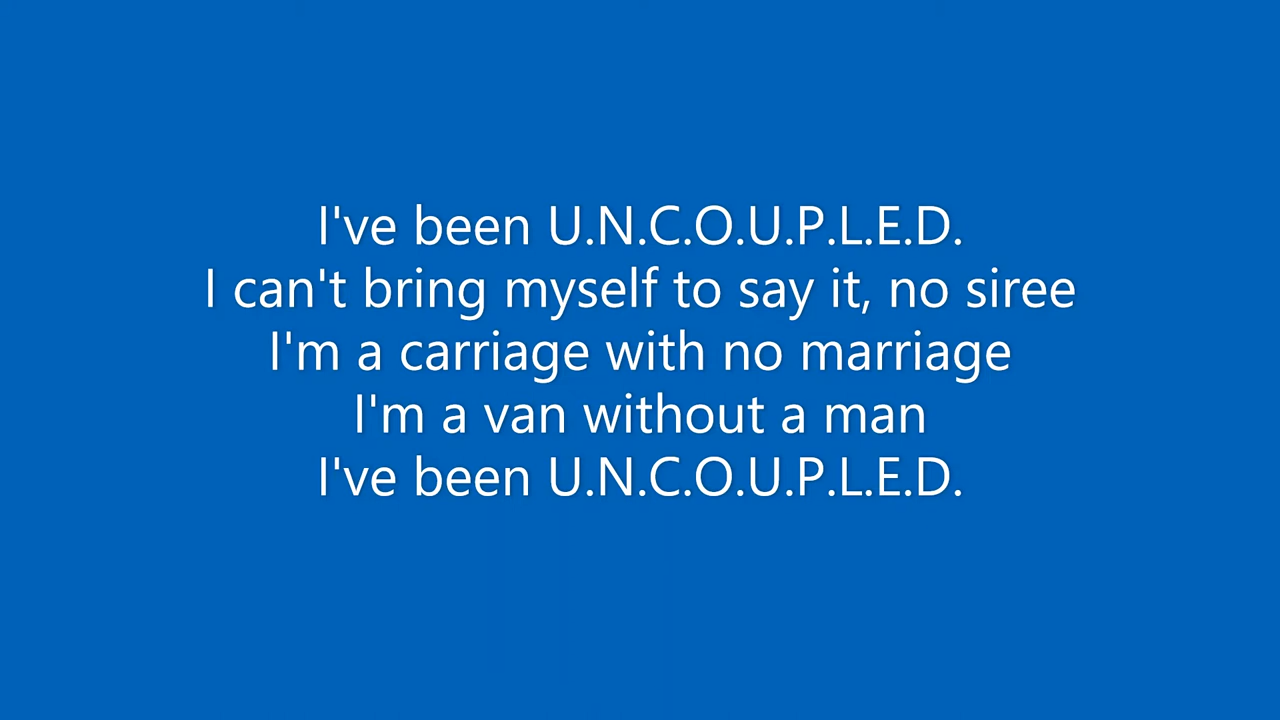 I've been U.N.C.O.U.P.L.E.D.
I can't bring myself to say it, no siree
I'm a carriage with no marriage
I'm a van without a man
I've been U.N.C.O.U.P.L.E.D.